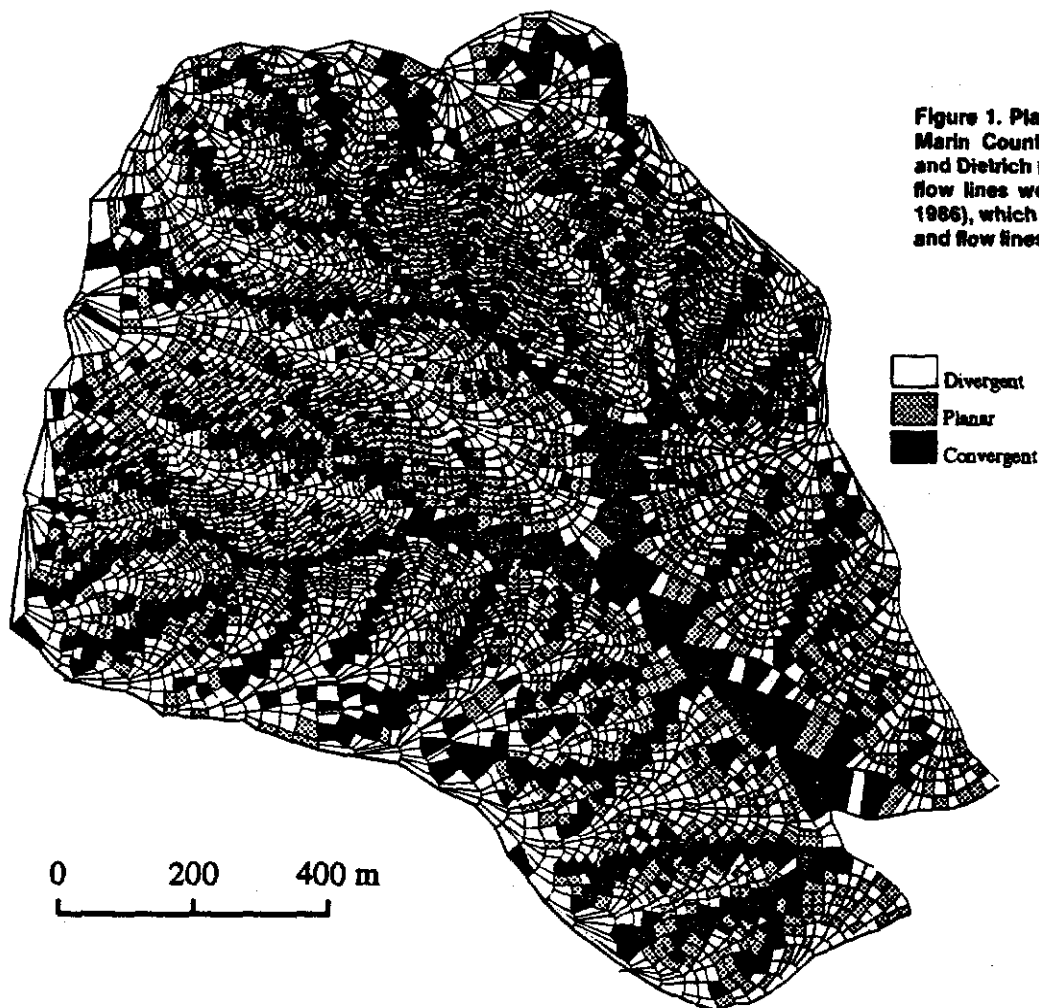 Figure 1. Pla
Marin Count
and Dietrich
flow lines we
1986), which
and flow lines
Divergent
Planar
Convergent
0 200 400 m